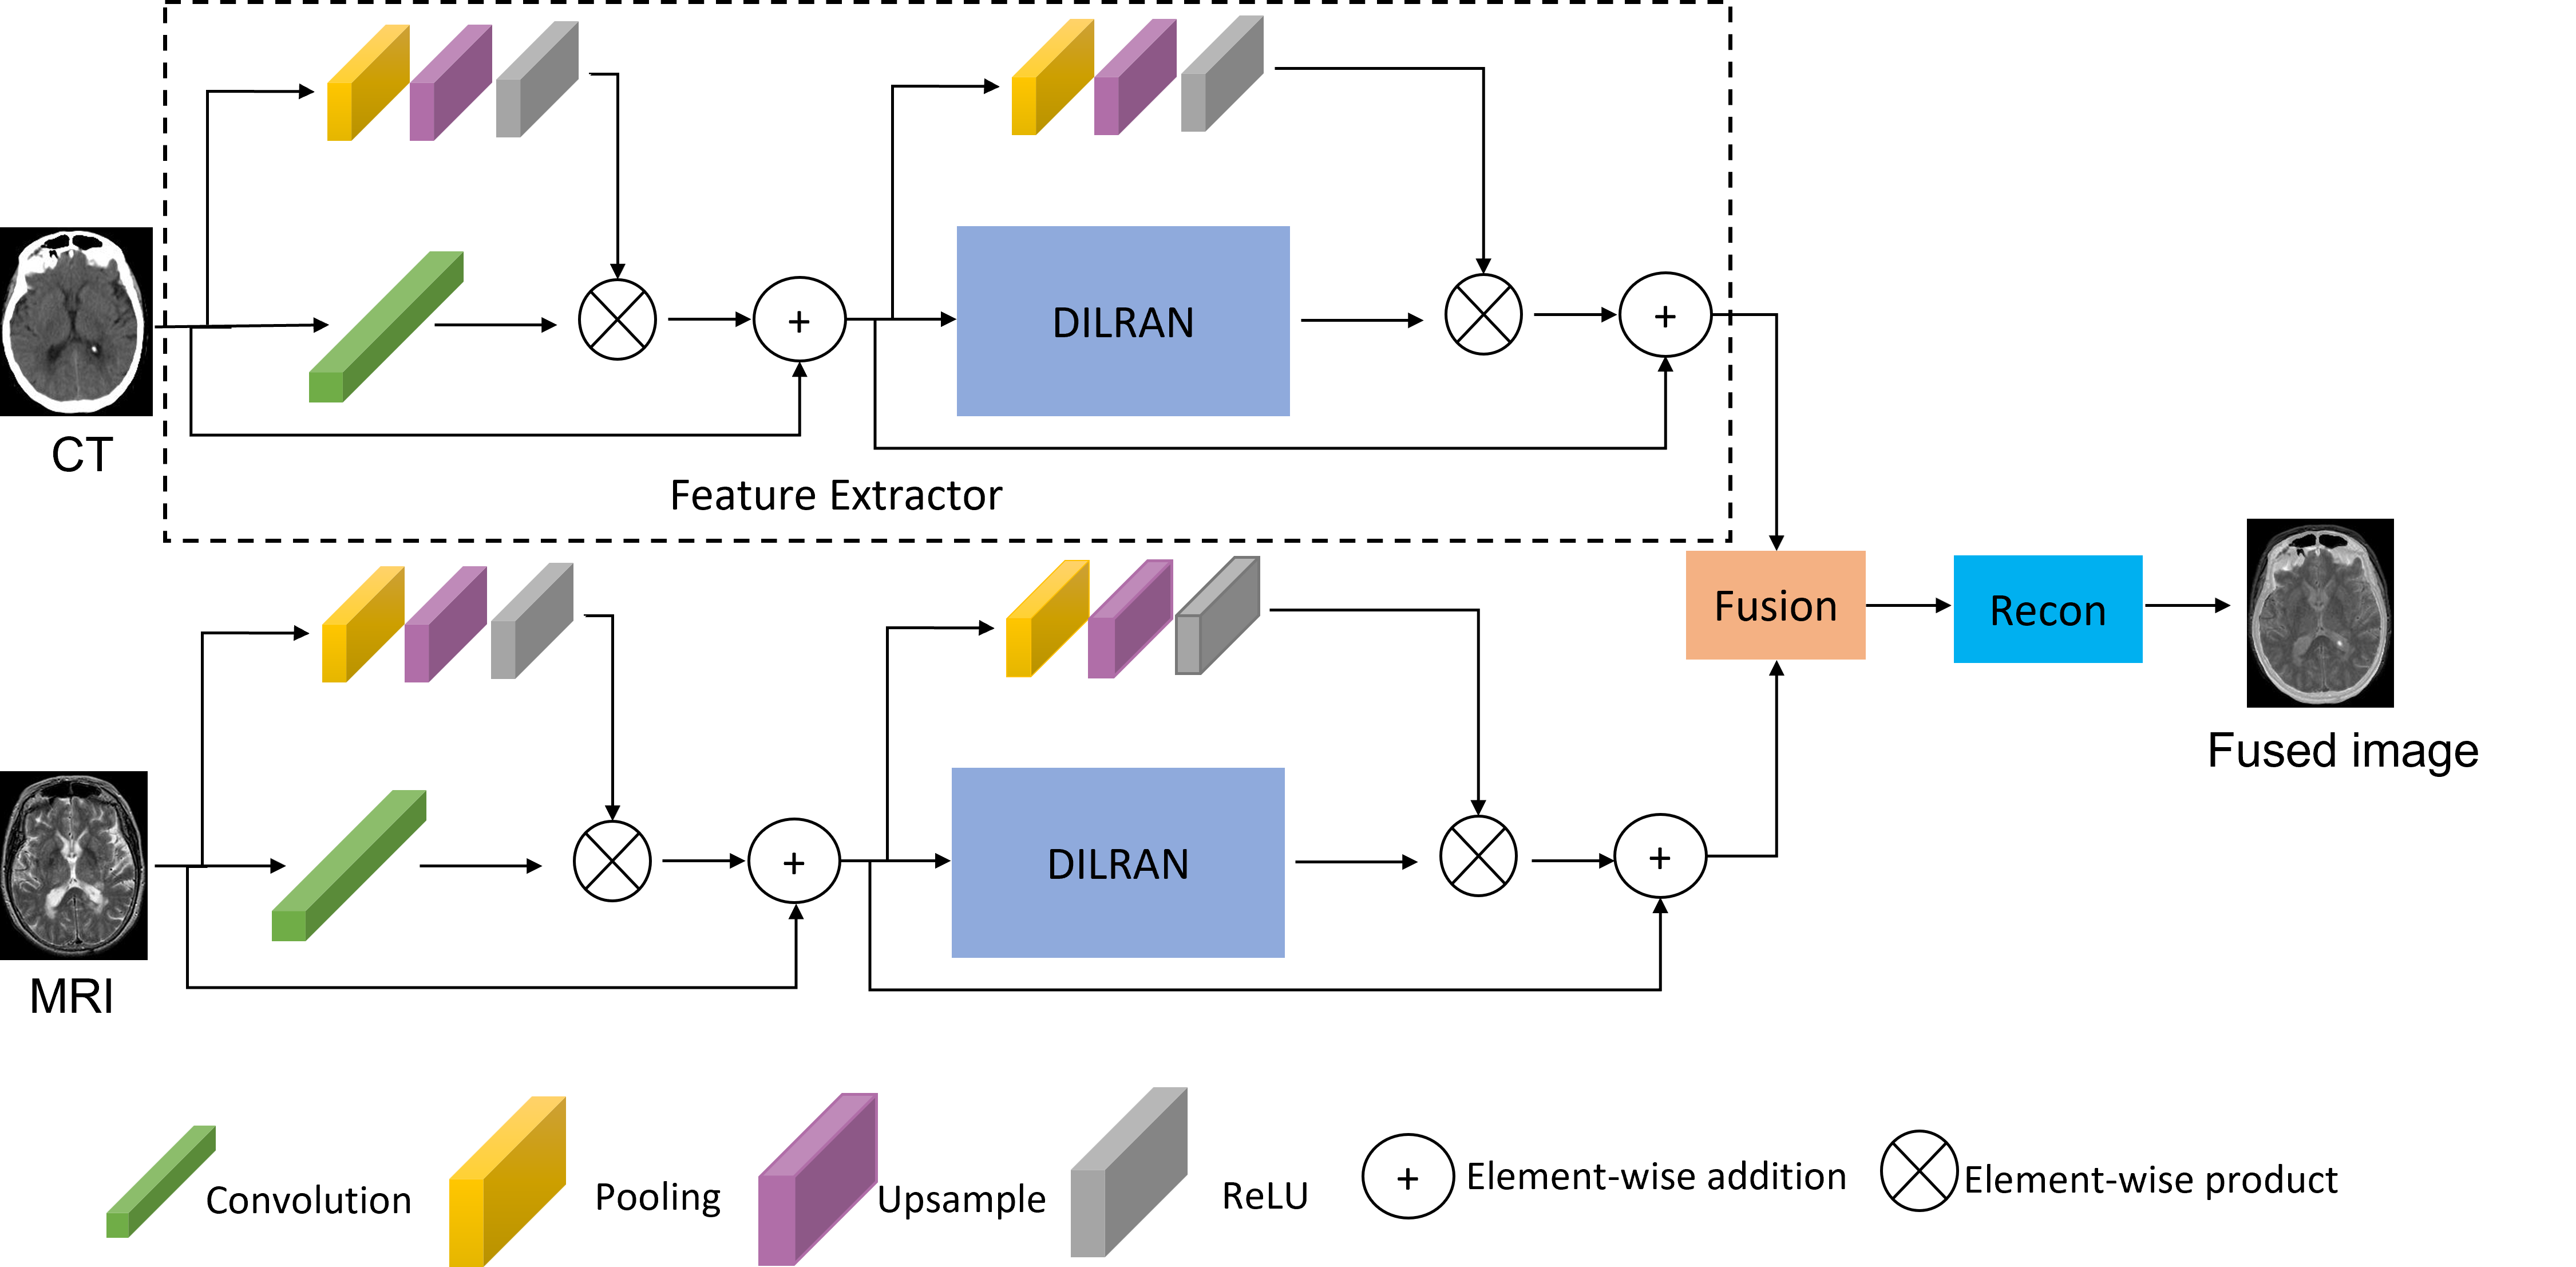 CT
DILRAN
+
+
Feature Extractor
MRI
DILRAN
+
+
Fusion
Recon
Fused image
Convolution
Pooling
Upsample
ReLU
+
Element-wise addition
Element-wise product